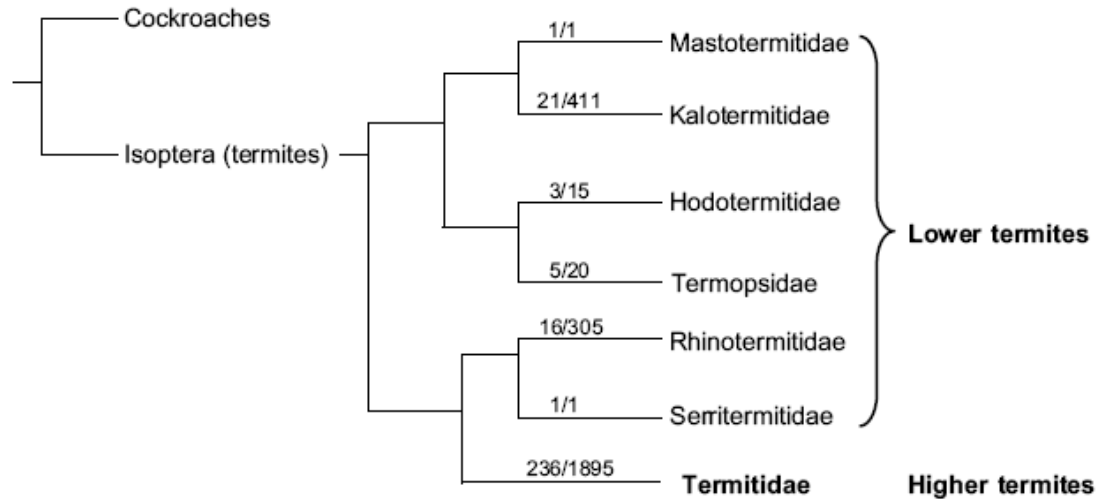 Cockroaches
Isoptera (termites)
1/1
Mastotermitidae
21/411
Kalotermitidae
3/15
Hodotermitidae
5/20
Termopsidae
16/305
Rhinotermitidae
1/1
Serritermitidae
236/1895
Termitidae
Lower termites
Higher termites